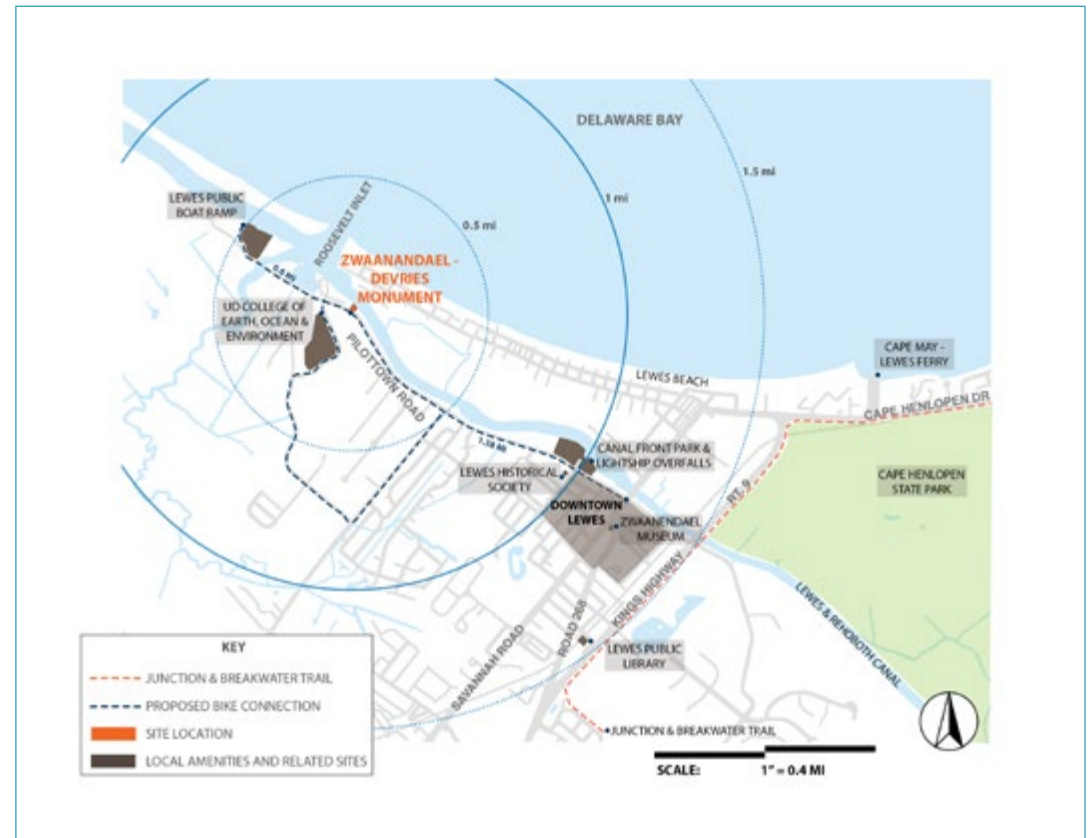 DELAWARE BAY
1.5 mi
1 mi
LEWES PUBLIC
BOAT RAMP
ROOSEVELT INLET
0.5 mi
0.6 MI
ZWAANANDAEL -
DEVRIES
MONUMENT
UD COLLEGE OF
EARTH, OCEAN &
ENVIRONMENT
PILOTTOWN ROAD
CAPE MAY -
LEWES FERRY
LEWES BEACH
CAPE HENLOPEN DR
CANAL FRONT PARK &
LIGHTSHIP OVERFALLS
LEWES HISTORICAL
SOCIETY
CAPE HENLOPEN
STATE PARK
RT. 9
DOWNTOWN
LEWES
ZWAANENDAEL
MUSEUM
KINGS HIGHWAY
LEWES & REHOBOTH CANAL
ROAD 268
SAVANNAH ROAD
LEWES PUBLIC
LIBRARY
KEY
JUNCTION & BREAKWATER TRAIL
PROPOSED BIKE CONNECTION
SITE LOCATION
LOCAL AMENITIES AND RELATED SITES
JUNCTION & BREAKWATER TRAIL
SCALE: 1" = 0.4 MI